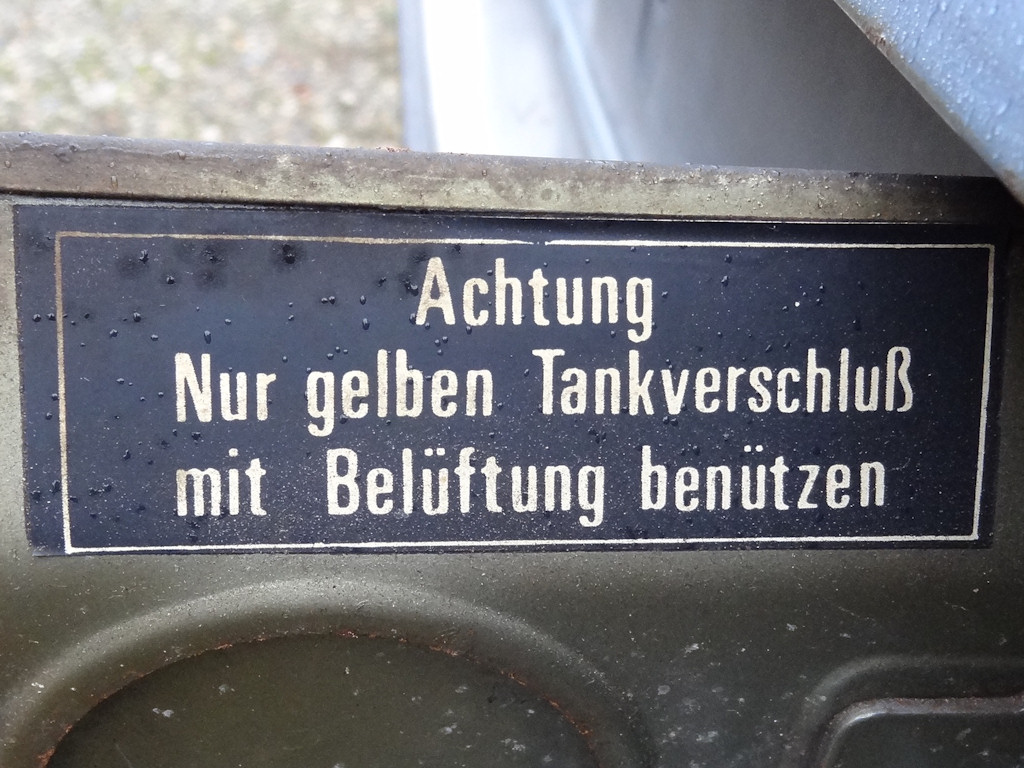 Achtung
Nur gelben Tankverschluß
mit Belüftung benützen